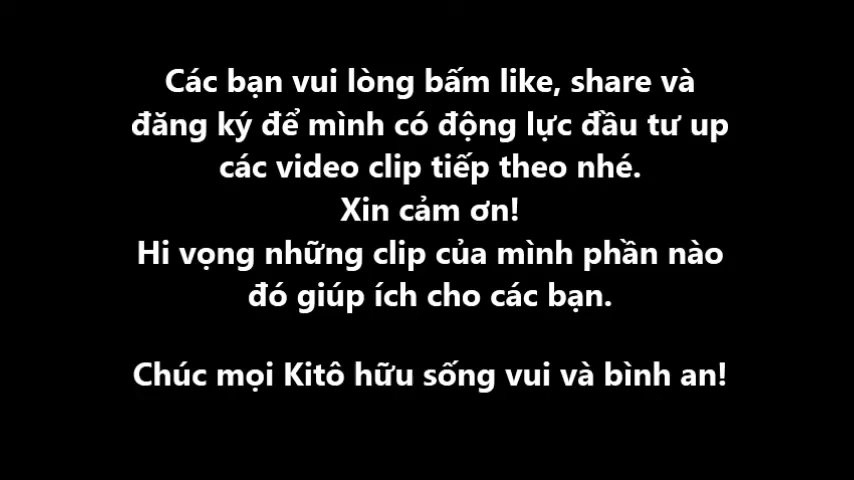 Các bạn vui lòng bấm like, share và
đăng ký để mình có động lực đầu tư up
các video clip tiếp theo nhé.
Xin cảm ơn!
Hi vọng những clip của mình phần nào
đó giúp ích cho các bạn.
Chúc mọi Kitô hữu sống vui và bình an!